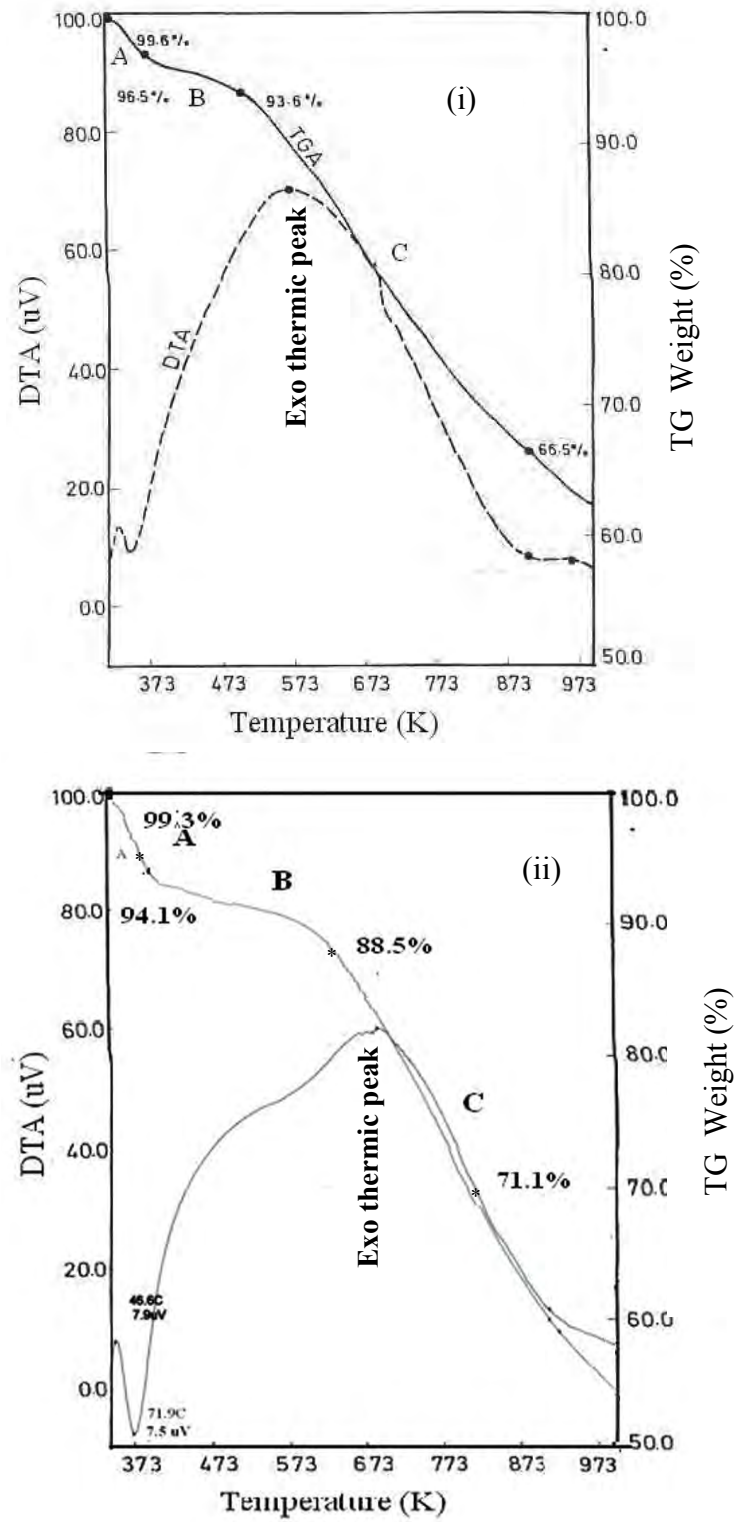 100.0
100.0
99.6%
A
96.5%
B
93.6%
(i)
TGA
90.0
80.0
60.0
C
80.0
DTA
Exo thermic peak
DTA (uV)
TG Weight (%)
40.0
70.0
66.5%
20.0
60.0
0.0
50.0
373 473 573 673 773 873 973
Temperature (K)
100.0
100.0
99.3%
A
A
B
(ii)
94.1%
88.5%
80.0
90.0
60.0
80.0
DTA (uV)
Exo thermic peak
C
TG Weight (%)
40.0
71.1%
70.0
20.0
46.6C
7.9uV
60.0
0.0
71.9C
7.5 uV
50.0
373 473 573 673 773 873 973
Temperature (K)